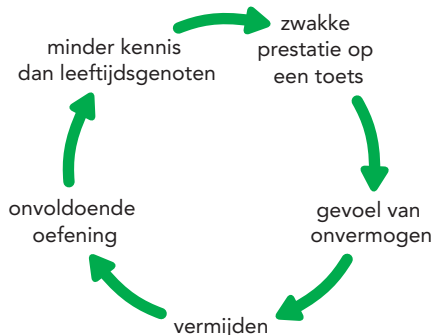 minder kennis
dan leeftijdsgenoten
zwakke
prestatie op
een toets
gevoel van
onvermogen
vermijden
onvoldoende
oefening